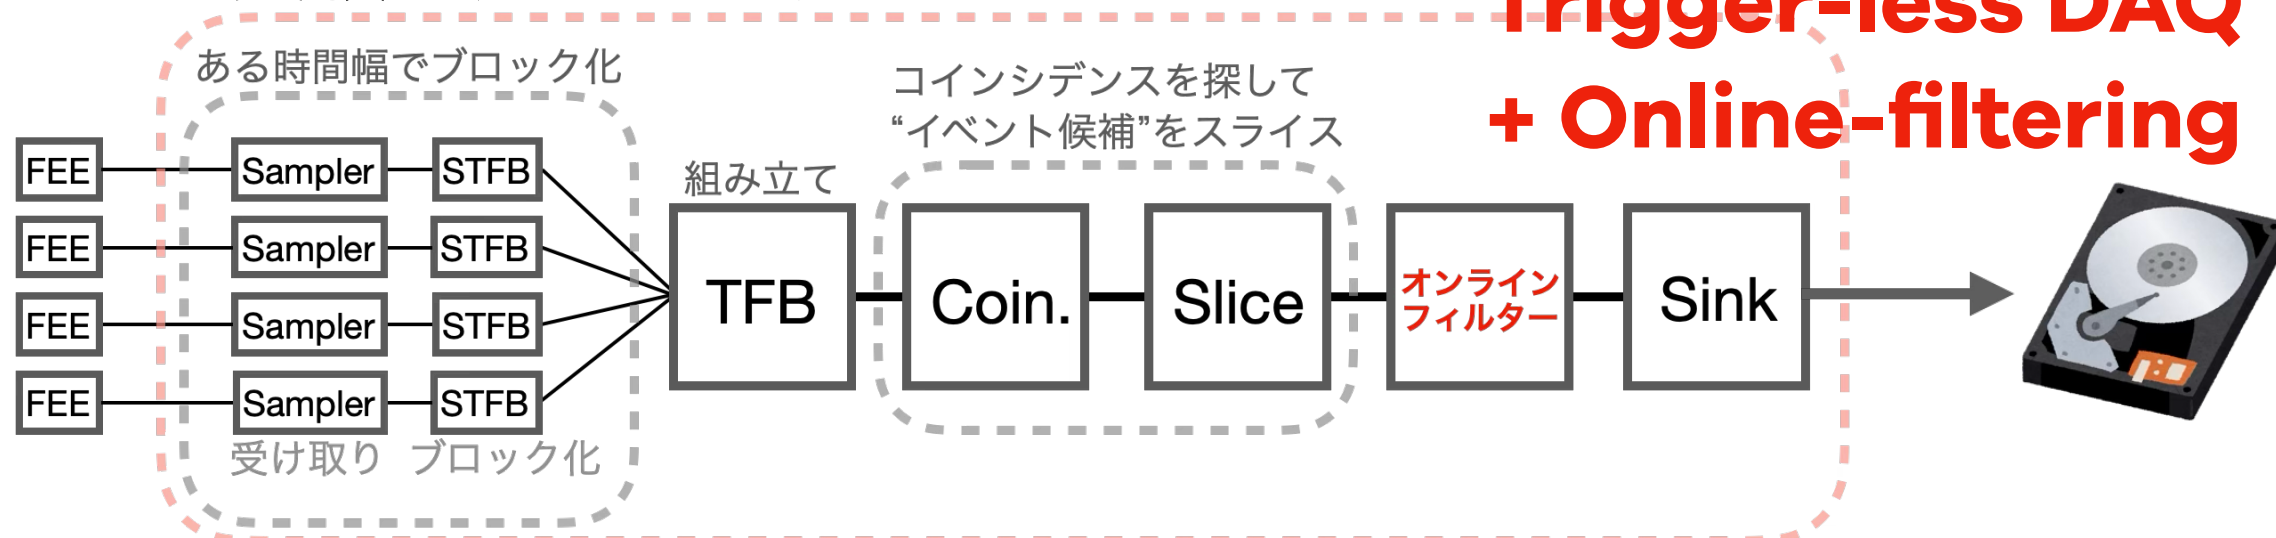 Trigger-less DAQ
+ Online-filtering
ある時間幅でブロック化
コインシデンスを探して
“イベント候補”をスライス
組み立て
FEE Sampler STFB
FEE Sampler STFB
FEE Sampler STFB
FEE Sampler STFB
TFB
Coin.
Slice
オンライン
フィルター
Sink
受け取り ブロック化